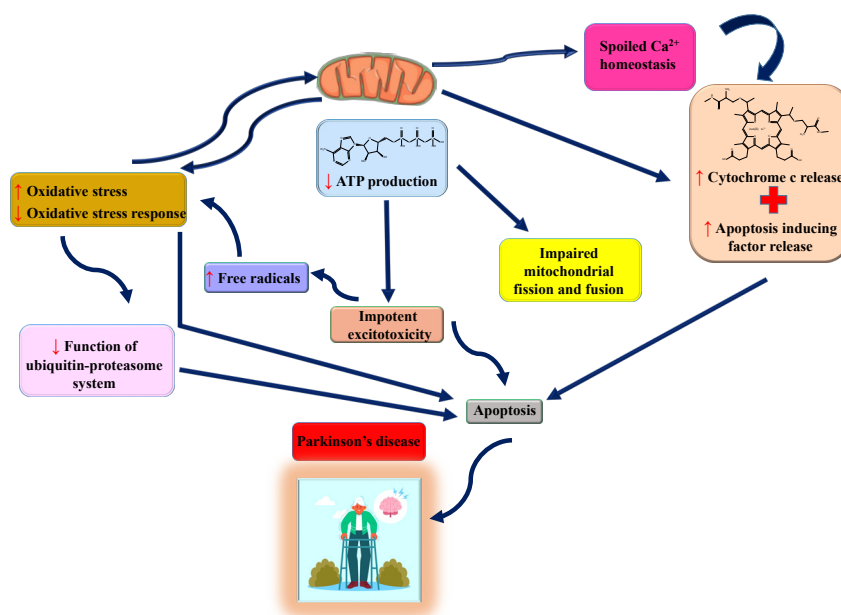 Spoiled Ca²⁺
homeostasis
↑ Cytochrome c release
↑ Apoptosis inducing
factor release
↓ ATP production
↑ Oxidative stress
↓ Oxidative stress response
Impaired
mitochondrial
fission and fusion
↑ Free radicals
Impotent
excitotoxicity
↓ Function of
ubiquitin-proteasome
system
Apoptosis
Parkinson's disease